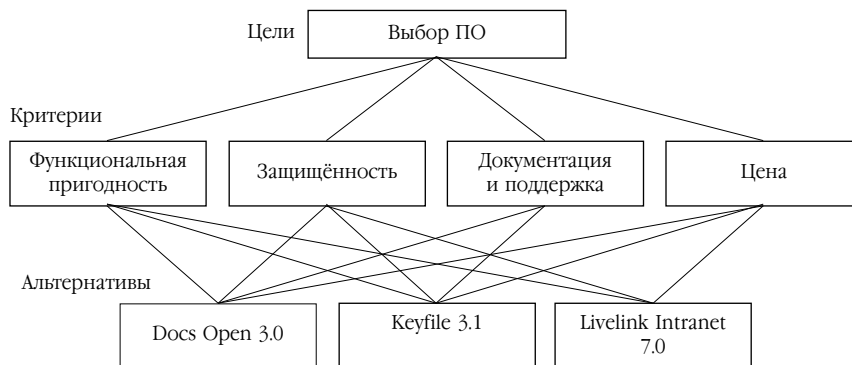 Цели
Выбор ПО
Критерии
Функциональная
пригодность
Защищённость
Документация
и поддержка
Цена
Альтернативы
Docs Open 3.0
Keyfile 3.1
Livelink Intranet
7.0